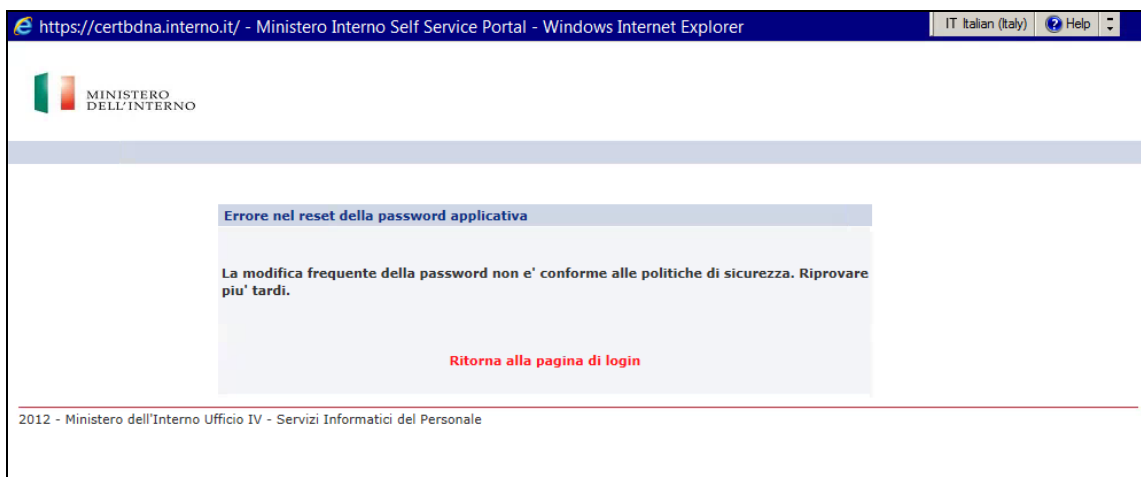 https://certbdna.interno.it/ - Ministero Interno Self Service Portal - Windows Internet Explorer
IT Italian (Italy) Help
MINISTERO
DELL'INTERNO
Errore nel reset della password applicativa
La modifica frequente della password non e' conforme alle politiche di sicurezza. Riprovare
piu' tardi.
Ritorna alla pagina di login
2012 - Ministero dell'Interno Ufficio IV - Servizi Informatici del Personale